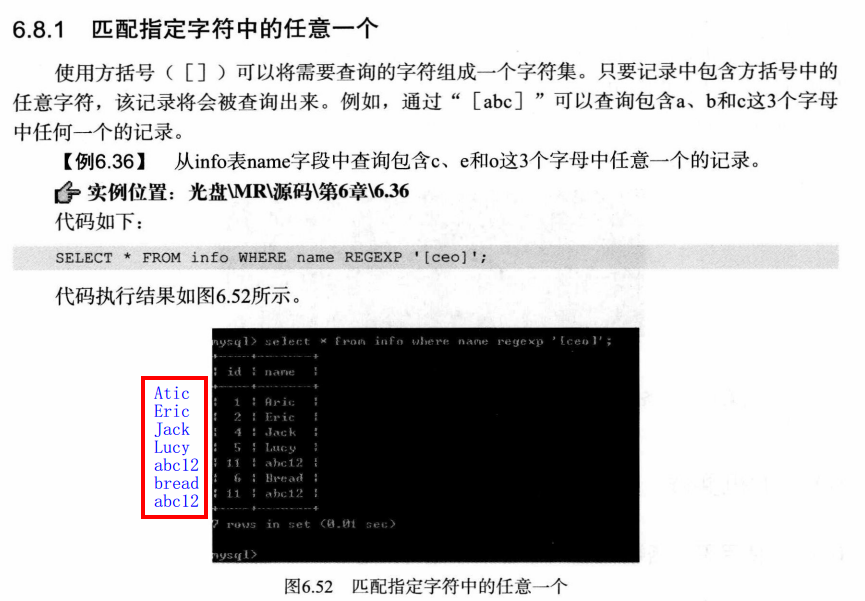 6.8.1 匹配指定字符中的任意一个
使用方括号（[]）可以将需要查询的字符组成一个字符集。只要记录中包含方括号中的
任意字符，该记录将会被查询出来。例如，通过“［abc］”可以查询包含a、b和c这3个字母
中任何一个的记录。
【例6.36】 从info表name字段中查询包含c、e和o这3个字母中任意一个的记录。
实例位置：光盘\MR\源码\第6章\6.36
代码如下：
SELECT * FROM info WHERE name REGEXP '[ceo]';
代码执行结果如图6.52所示。
mysql> select * from info where name regexp '[ceo]';
id name
1 Aric
2 Eric
4 Jack
5 Lucy
11 abc12
6 Bread
11 abc12
7 rows in set (0.01 sec)
mysql>
Atic
Eric
Jack
Lucy
abc12
bread
abc12
图6.52 匹配指定字符中的任意一个